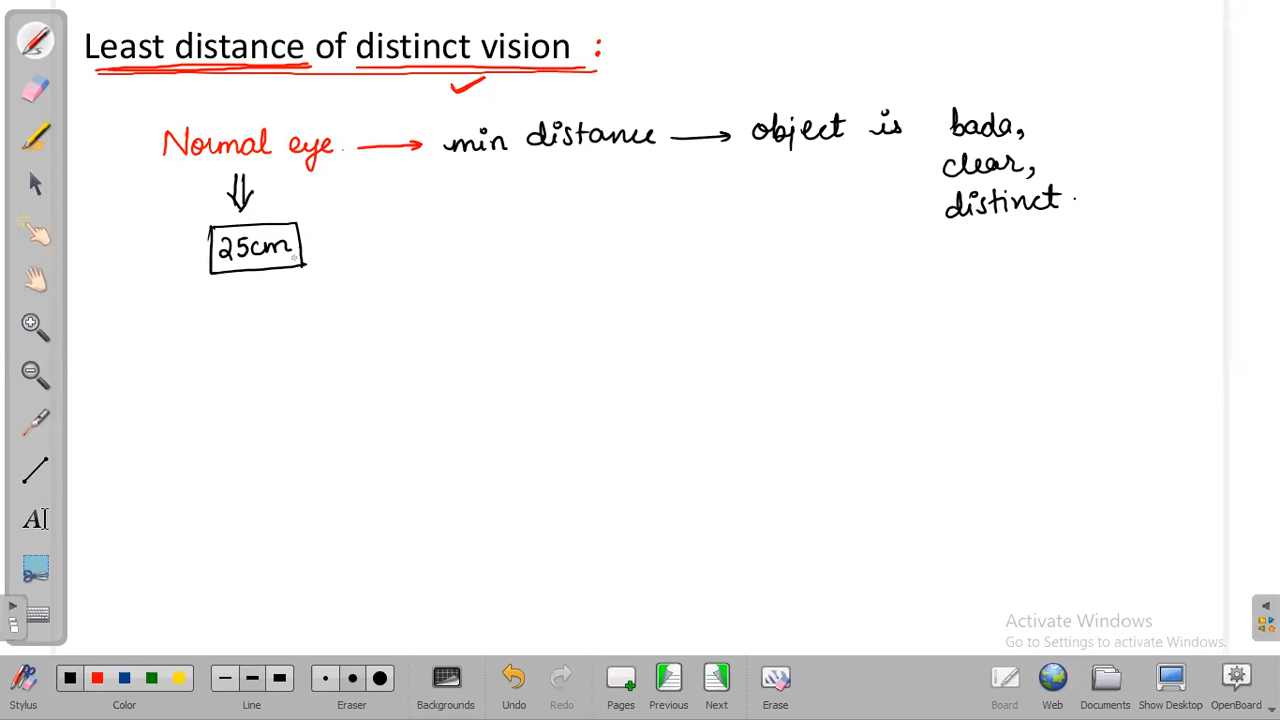 Least distance of distinct vision :
Normal eye. → min distance → object is bada,
clear,
distinct.
⇓
25cm
Activate Windows
Go to Settings to activate Windows.
Color
Line
Eraser
Backgrounds
Undo
Redo
Pages
Previous
Next
Erase
Board
Web
Documents
Show Desktop
OpenBoard